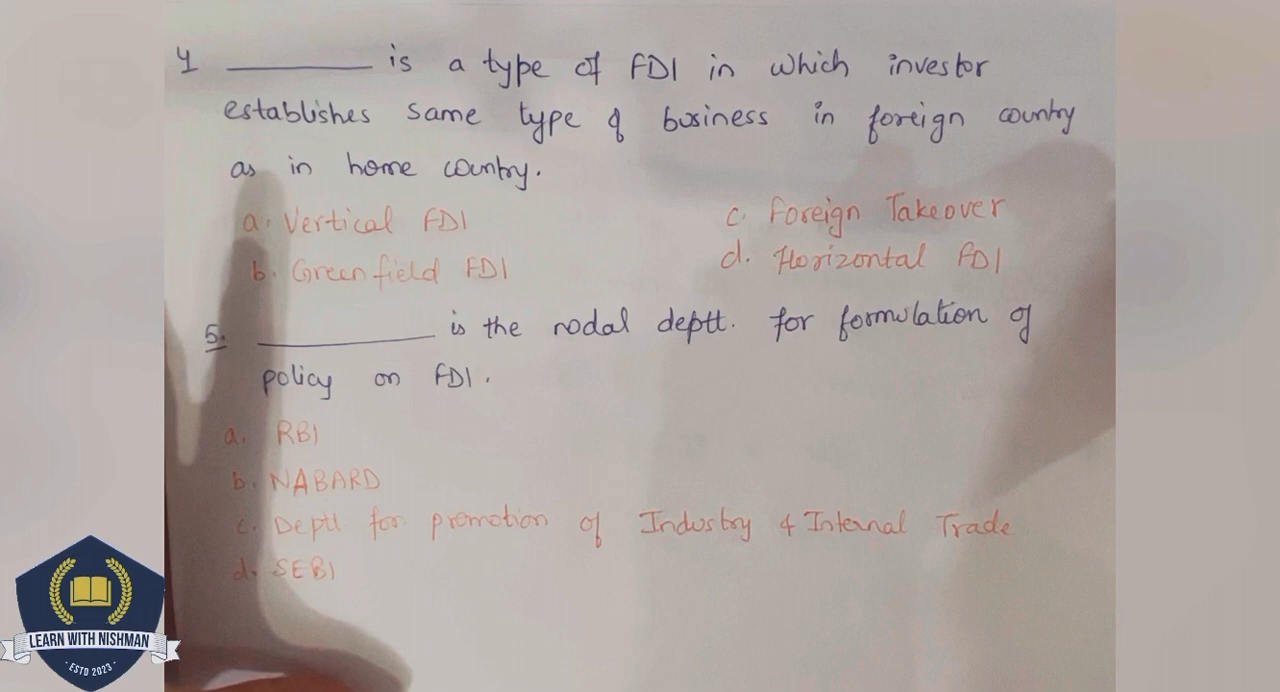 4 ______ is a type of FDI in which investor
establishes same type of business in foreign country
as in home country.
a. Vertical FDI
b. Greenfield FDI
c. Foreign Takeover
d. Horizontal FDI
5. ______ is the nodal deptt. for formulation of
policy on FDI.
a. RBI
b. NABARD
c. Deptt for promotion of Industry & Internal Trade
d. SEBI
LEARN WITH NISHMAN
· ESTD 2023 ·